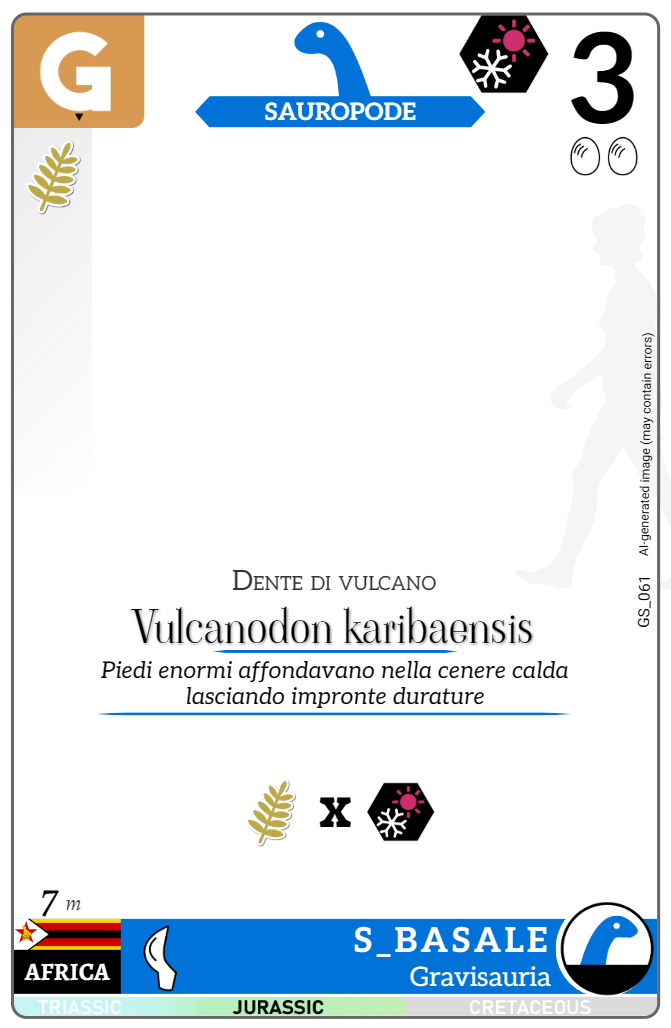 G
SAUROPODE
3
AI-generated image (may contain errors)
GS_061
Dente di vulcano
Vulcanodon karibaensis
Piedi enormi affondavano nella cenere calda
lasciando impronte durature
x
7 m
S_BASALE
AFRICA
Gravisauria
TRIASSIC
JURASSIC
CRETACEOUS